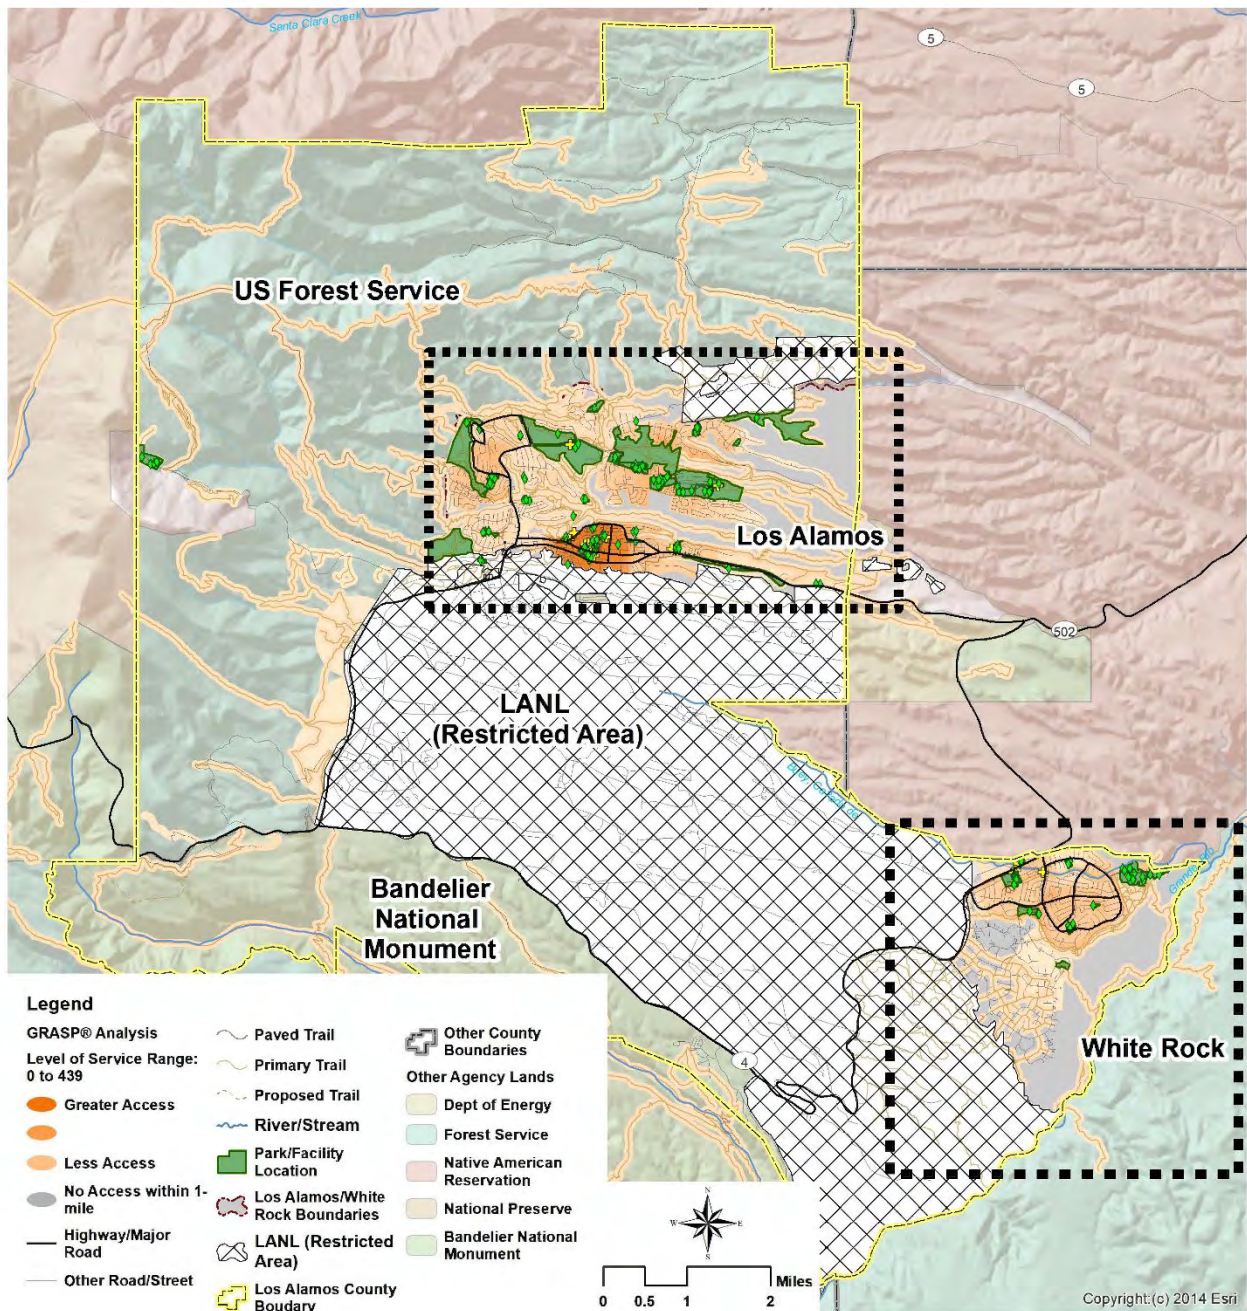 Santa Clara Creek
5
5
US Forest Service
Los Alamos
502
LANL
(Restricted Area)
Bandelier
National
Monument
White Rock
4
Legend
GRASP® Analysis
Level of Service Range:
0 to 439
Greater Access
Less Access
No Access within 1-
mile
Highway/Major
Road
Other Road/Street
Paved Trail
Primary Trail
Proposed Trail
River/Stream
Park/Facility
Location
Los Alamos/White
Rock Boundaries
LANL (Restricted
Area)
Los Alamos County
Boudary
Other County
Boundaries
Other Agency Lands
Dept of Energy
Forest Service
Native American
Reservation
National Preserve
Bandelier National
Monument
N
W
E
S
Miles
0 0.5 1 2
Copyright:(c) 2014 Esri